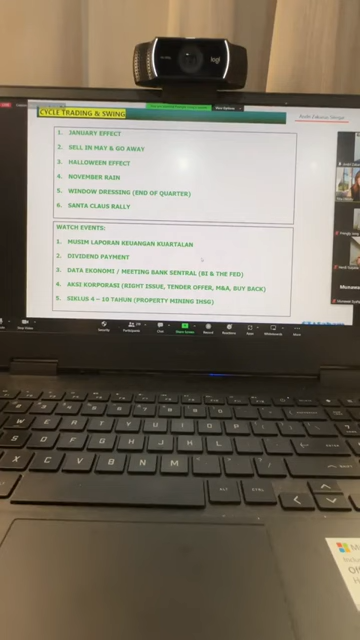 CYCLE TRADING & SWING
1. JANUARY EFFECT
2. SELL IN MAY & GO AWAY
3. HALLOWEEN EFFECT
4. NOVEMBER RAIN
5. WINDOW DRESSING (END OF QUARTER)
6. SANTA CLAUS RALLY
WATCH EVENTS:
1. MUSIM LAPORAN KEUANGAN KUARTALAN
2. DIVIDEND PAYMENT
3. DATA EKONOMI / MEETING BANK SENTRAL (BI & THE FED)
4. AKSI KORPORASI (RIGHT ISSUE, TENDER OFFER, M&A, BUY BACK)
5. SIKLUS 4 – 10 TAHUN (PROPERTY MINING IHSG)
logi
W E R T Y U I O P
S D F G H J K L
X C V B N M
ALT CTRL